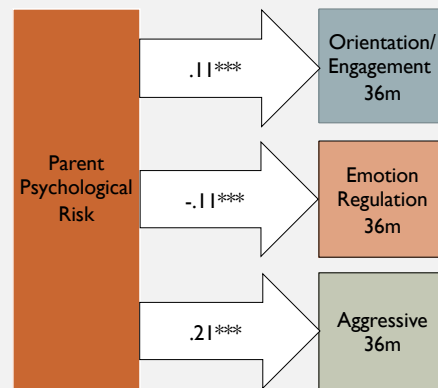 Parent
Psychological
Risk
.11***
Orientation/
Engagement
36m
-.11***
Emotion
Regulation
36m
.21***
Aggressive
36m